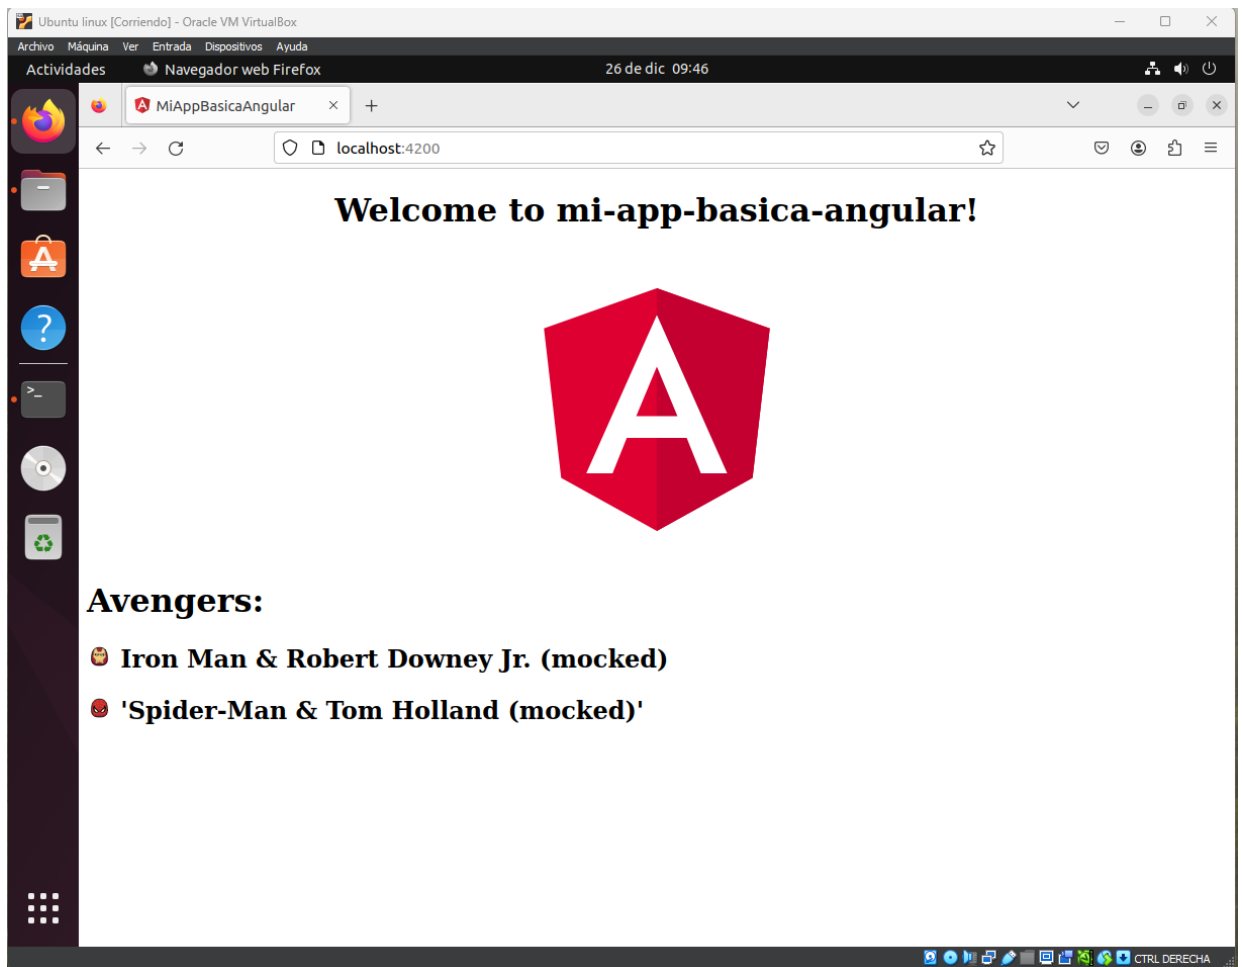 Ubuntu linux [Corriendo] - Oracle VM VirtualBox
Archivo Máquina Ver Entrada Dispositivos Ayuda
Actividades Navegador web Firefox 26 de dic 09:46
MiAppBasicaAngular
localhost:4200
Welcome to mi-app-basica-angular!
A
Avengers:
Iron Man & Robert Downey Jr. (mocked)
'Spider-Man & Tom Holland (mocked)'
CTRL DERECHA